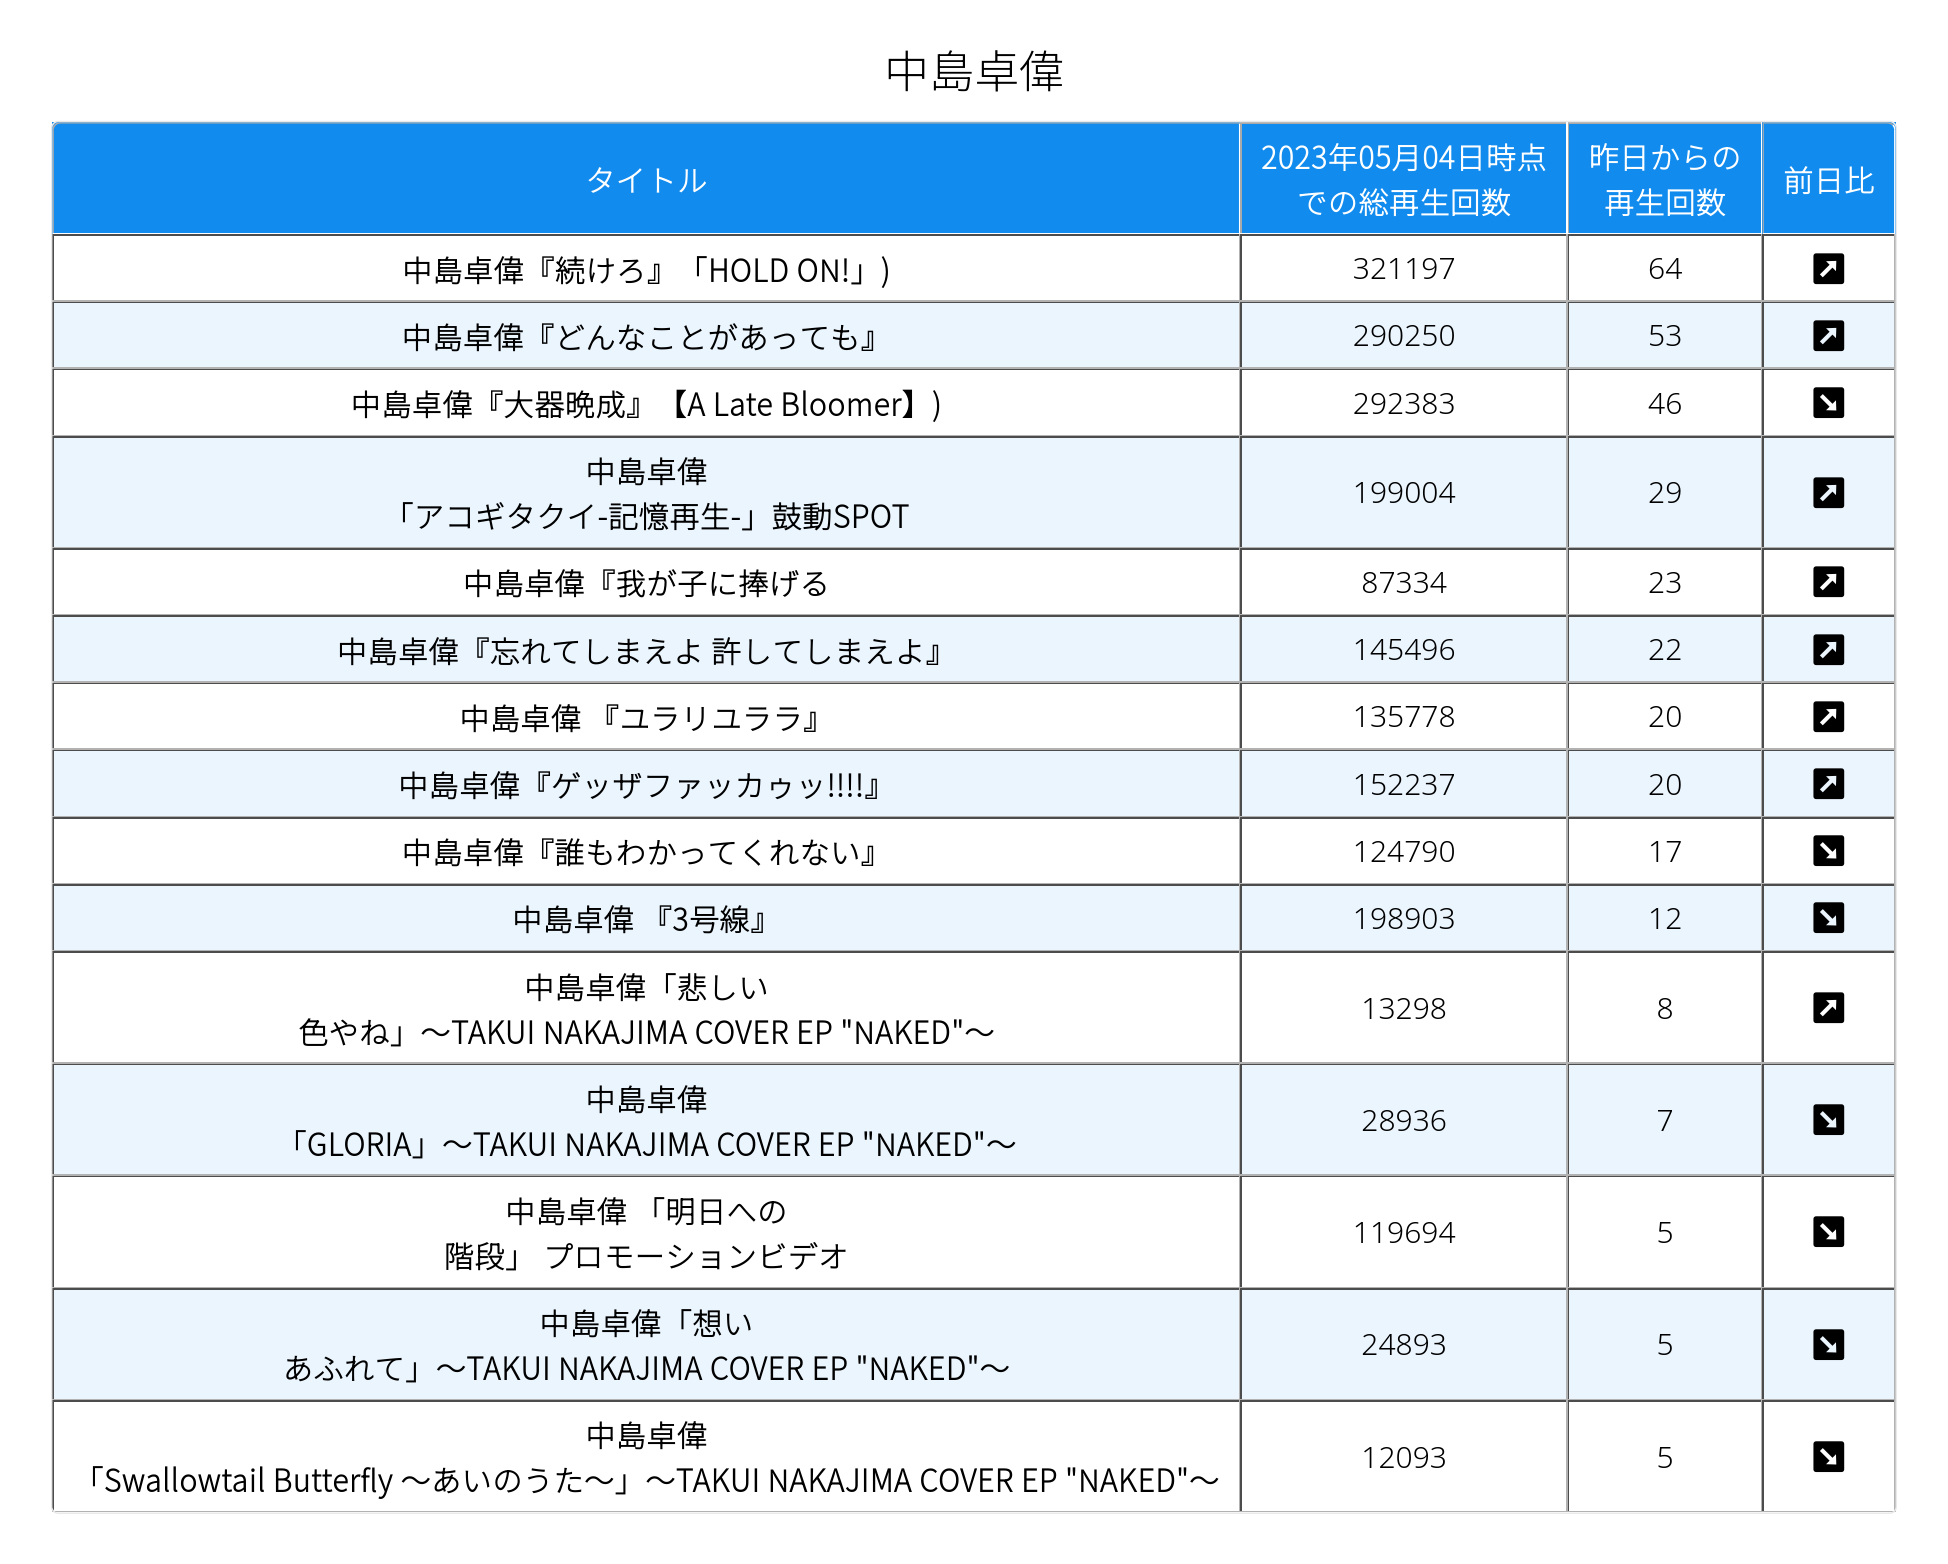 中島卓偉
タイトル
2023年05月04日時点
での総再生回数
昨日からの
再生回数
前日比
中島卓偉『続けろ』「HOLD ON!」) 321197 64
中島卓偉『どんなことがあっても』 290250 53
中島卓偉『大器晩成』【A Late Bloomer】) 292383 46
中島卓偉
「アコギタクイ-記憶再生-」鼓動SPOT 199004 29
中島卓偉『我が子に捧げる 87334 23
中島卓偉『忘れてしまえよ 許してしまえよ』 145496 22
中島卓偉 『ユラリユララ』 135778 20
中島卓偉『ゲッザファッカゥッ!!!!』 152237 20
中島卓偉『誰もわかってくれない』 124790 17
中島卓偉 『3号線』 198903 12
中島卓偉「悲しい
色やね」～TAKUI NAKAJIMA COVER EP "NAKED"～ 13298 8
中島卓偉
「GLORIA」～TAKUI NAKAJIMA COVER EP "NAKED"～ 28936 7
中島卓偉 「明日への
階段」 プロモーションビデオ 119694 5
中島卓偉「想い
あふれて」～TAKUI NAKAJIMA COVER EP "NAKED"～ 24893 5
中島卓偉
「Swallowtail Butterfly ～あいのうた～」～TAKUI NAKAJIMA COVER EP "NAKED"～ 12093 5